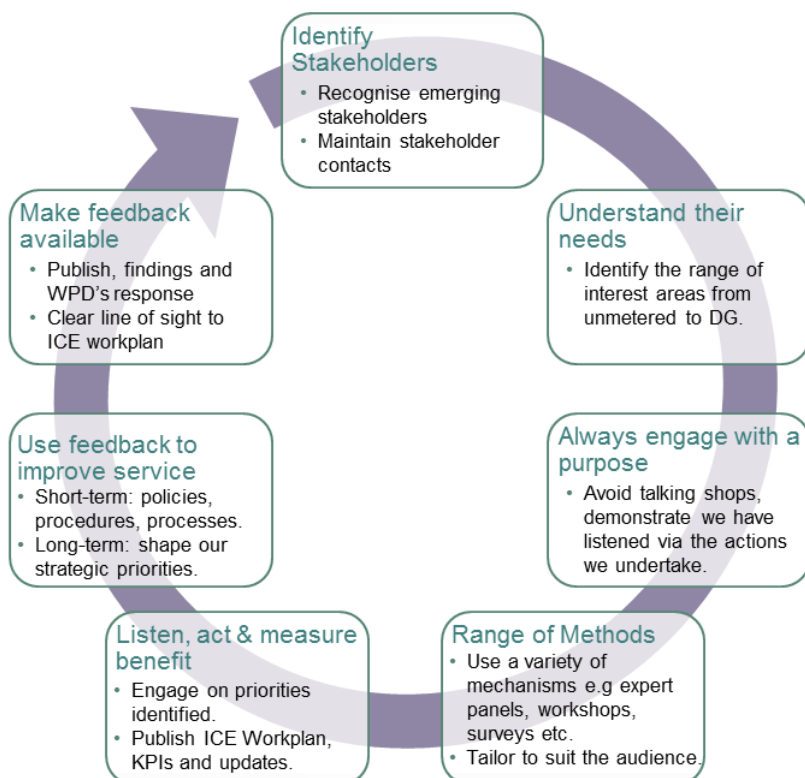 Identify
Stakeholders
• Recognise emerging
stakeholders
• Maintain stakeholder
contacts
Understand their
needs
• Identify the range of
interest areas from
unmetered to DG.
Always engage with a
purpose
• Avoid talking shops,
demonstrate we have
listened via the actions
we undertake.
Range of Methods
• Use a variety of
mechanisms e.g expert
panels, workshops,
surveys etc.
• Tailor to suit the audience.
Listen, act & measure
benefit
• Engage on priorities
identified.
• Publish ICE Workplan,
KPIs and updates.
Use feedback to
improve service
• Short-term: policies,
procedures, processes.
• Long-term: shape our
strategic priorities.
Make feedback
available
• Publish, findings and
WPD's response
• Clear line of sight to
ICE workplan